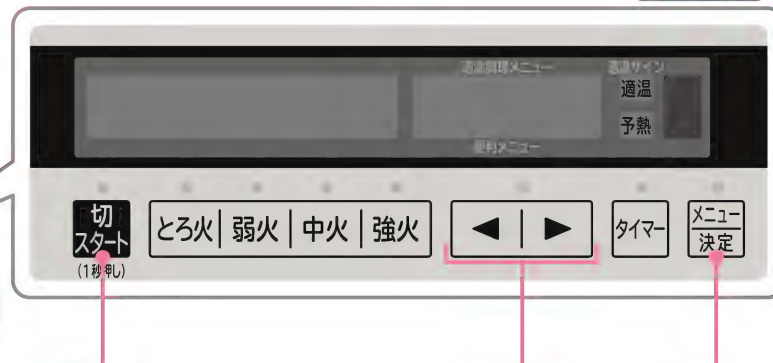 適温調理メニュー
適温サイン
適温
予熱
便利メニュー
切
スタート
(1秒押し)
とろ火 弱火 中火 強火
◀ ▶
タイマー
メニュー
決定